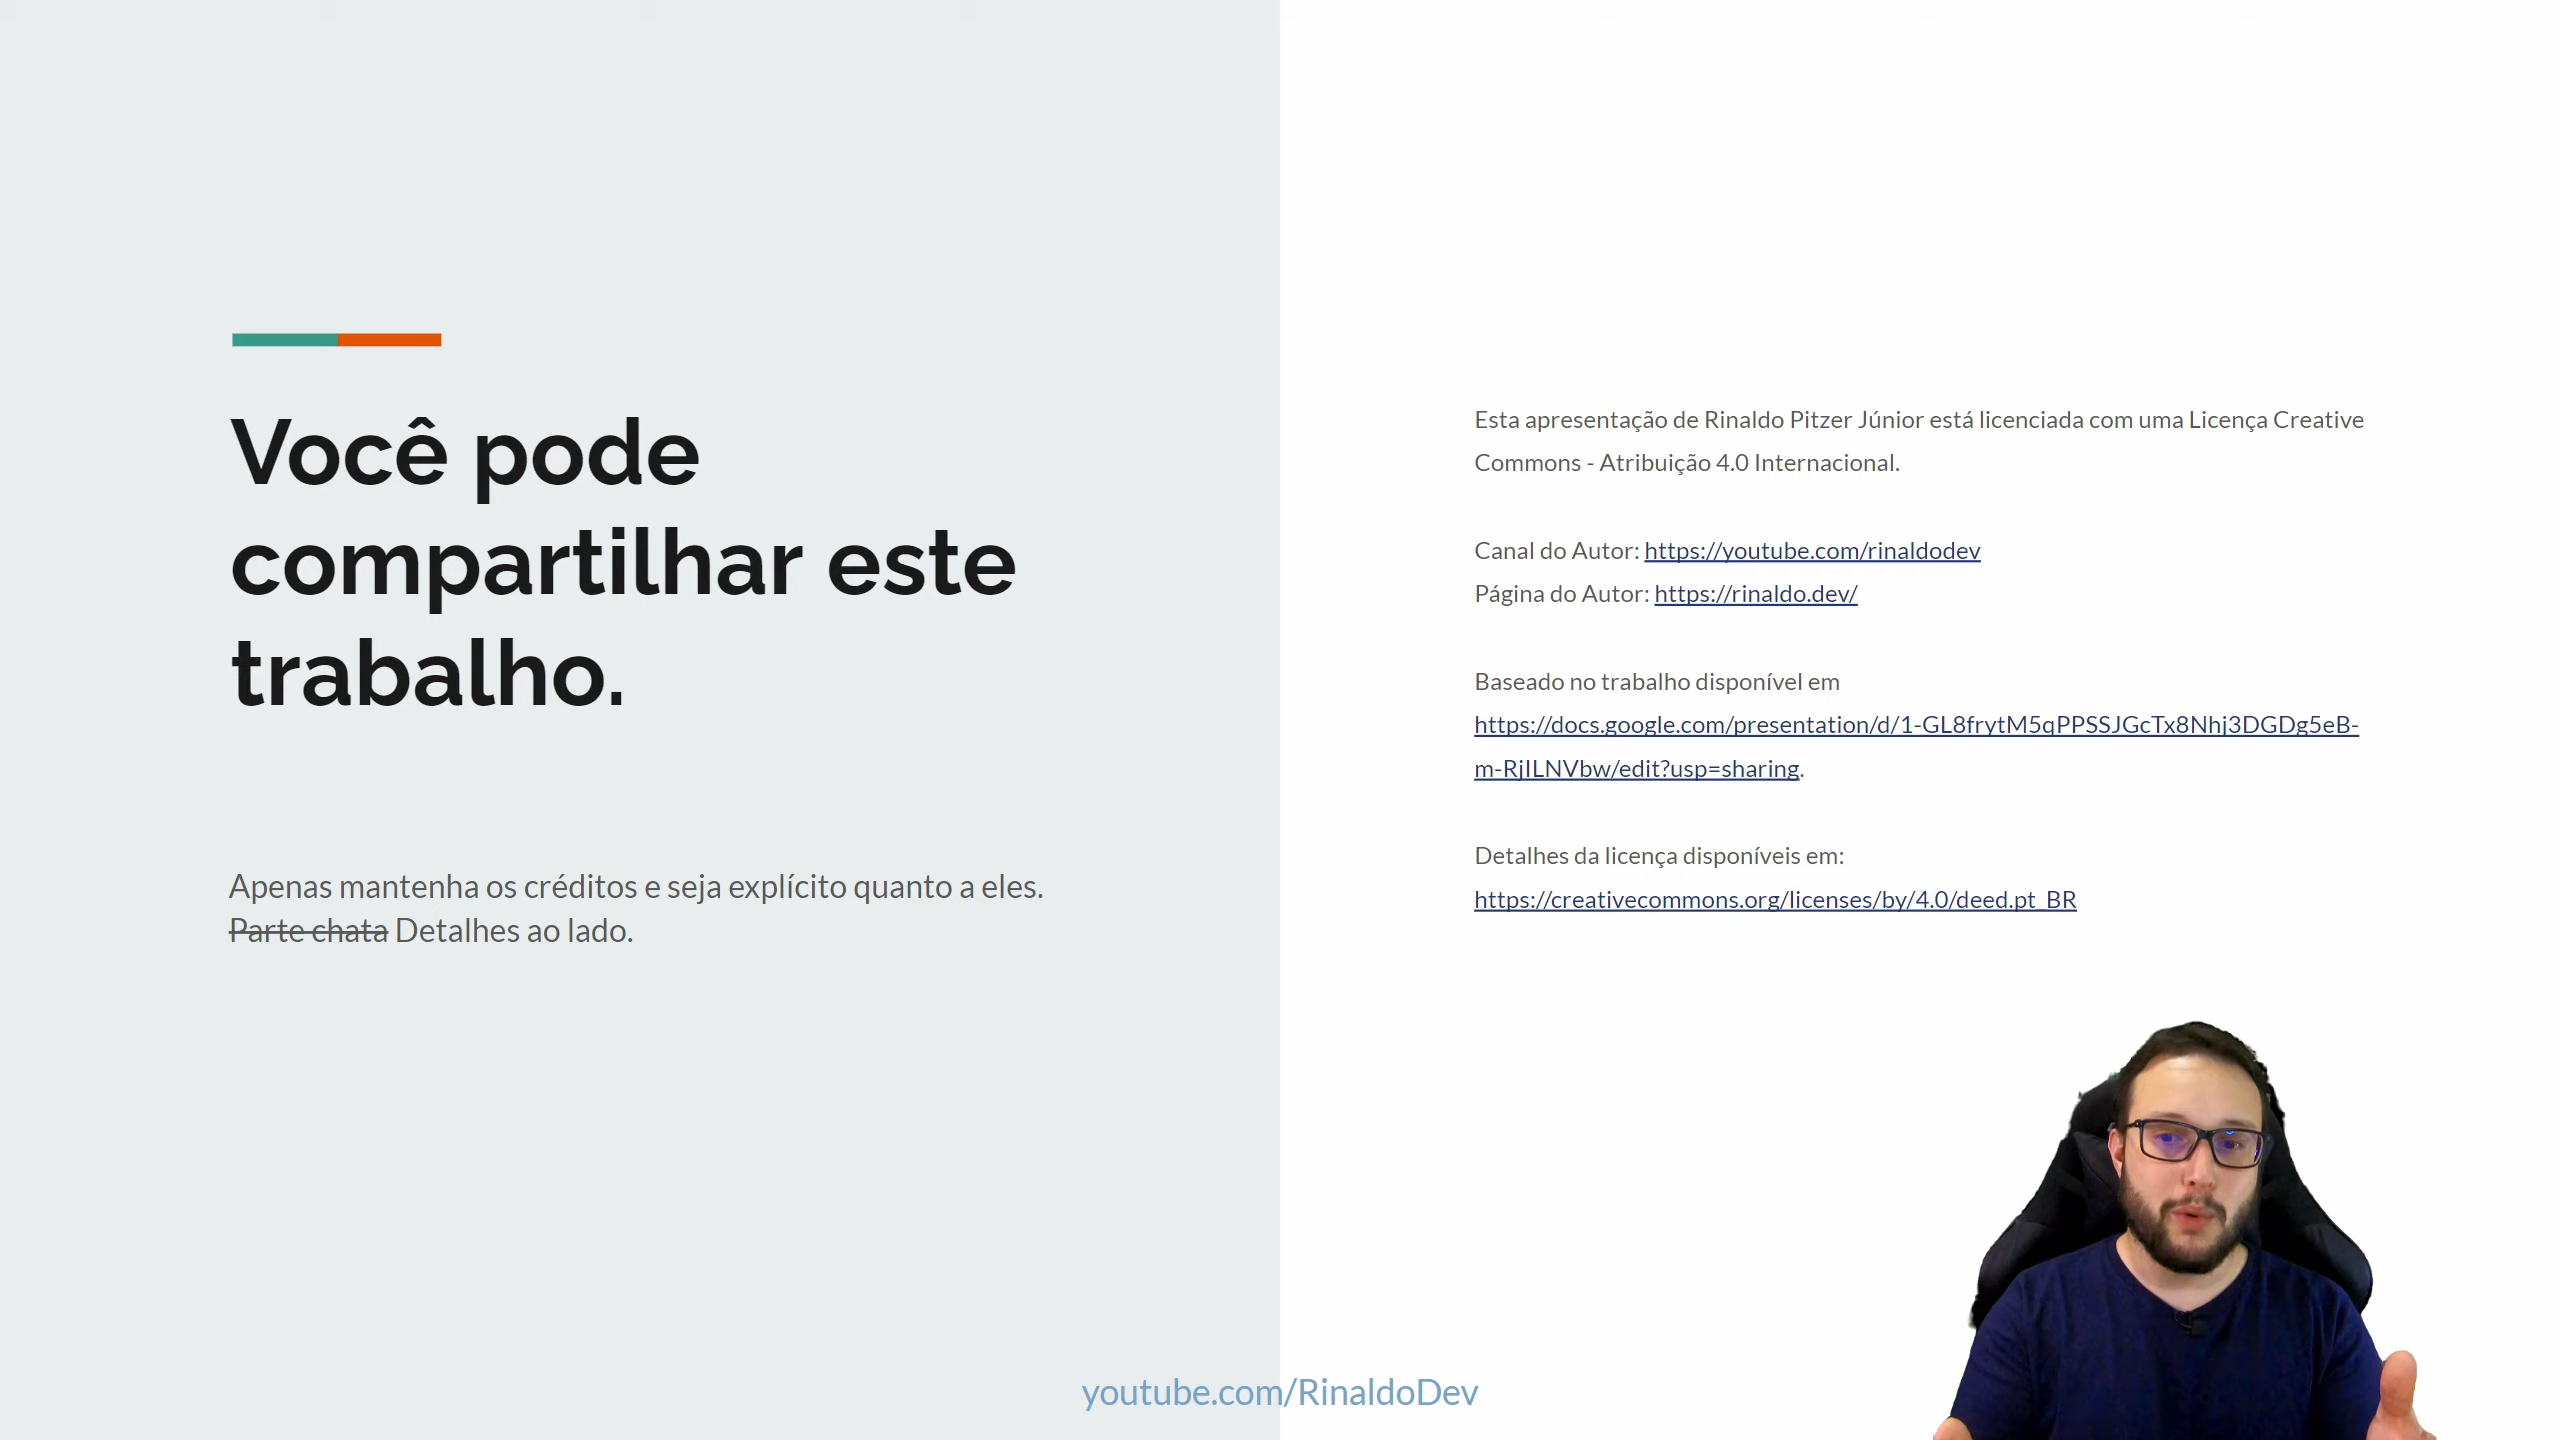 Você pode
compartilhar este
trabalho.
Apenas mantenha os créditos e seja explícito quanto a eles.
Parte chata Detalhes ao lado.
Esta apresentação de Rinaldo Pitzer Júnior está licenciada com uma Licença Creative
Commons - Atribuição 4.0 Internacional.
Canal do Autor: https://youtube.com/rinaldodev
Página do Autor: https://rinaldo.dev/
Baseado no trabalho disponível em
https://docs.google.com/presentation/d/1-GL8frytM5qPPSSJGcTx8Nhj3DGDg5eB-
m-RjILNVbw/edit?usp=sharing.
Detalhes da licença disponíveis em:
https://creativecommons.org/licenses/by/4.0/deed.pt_BR
youtube.com/RinaldoDev